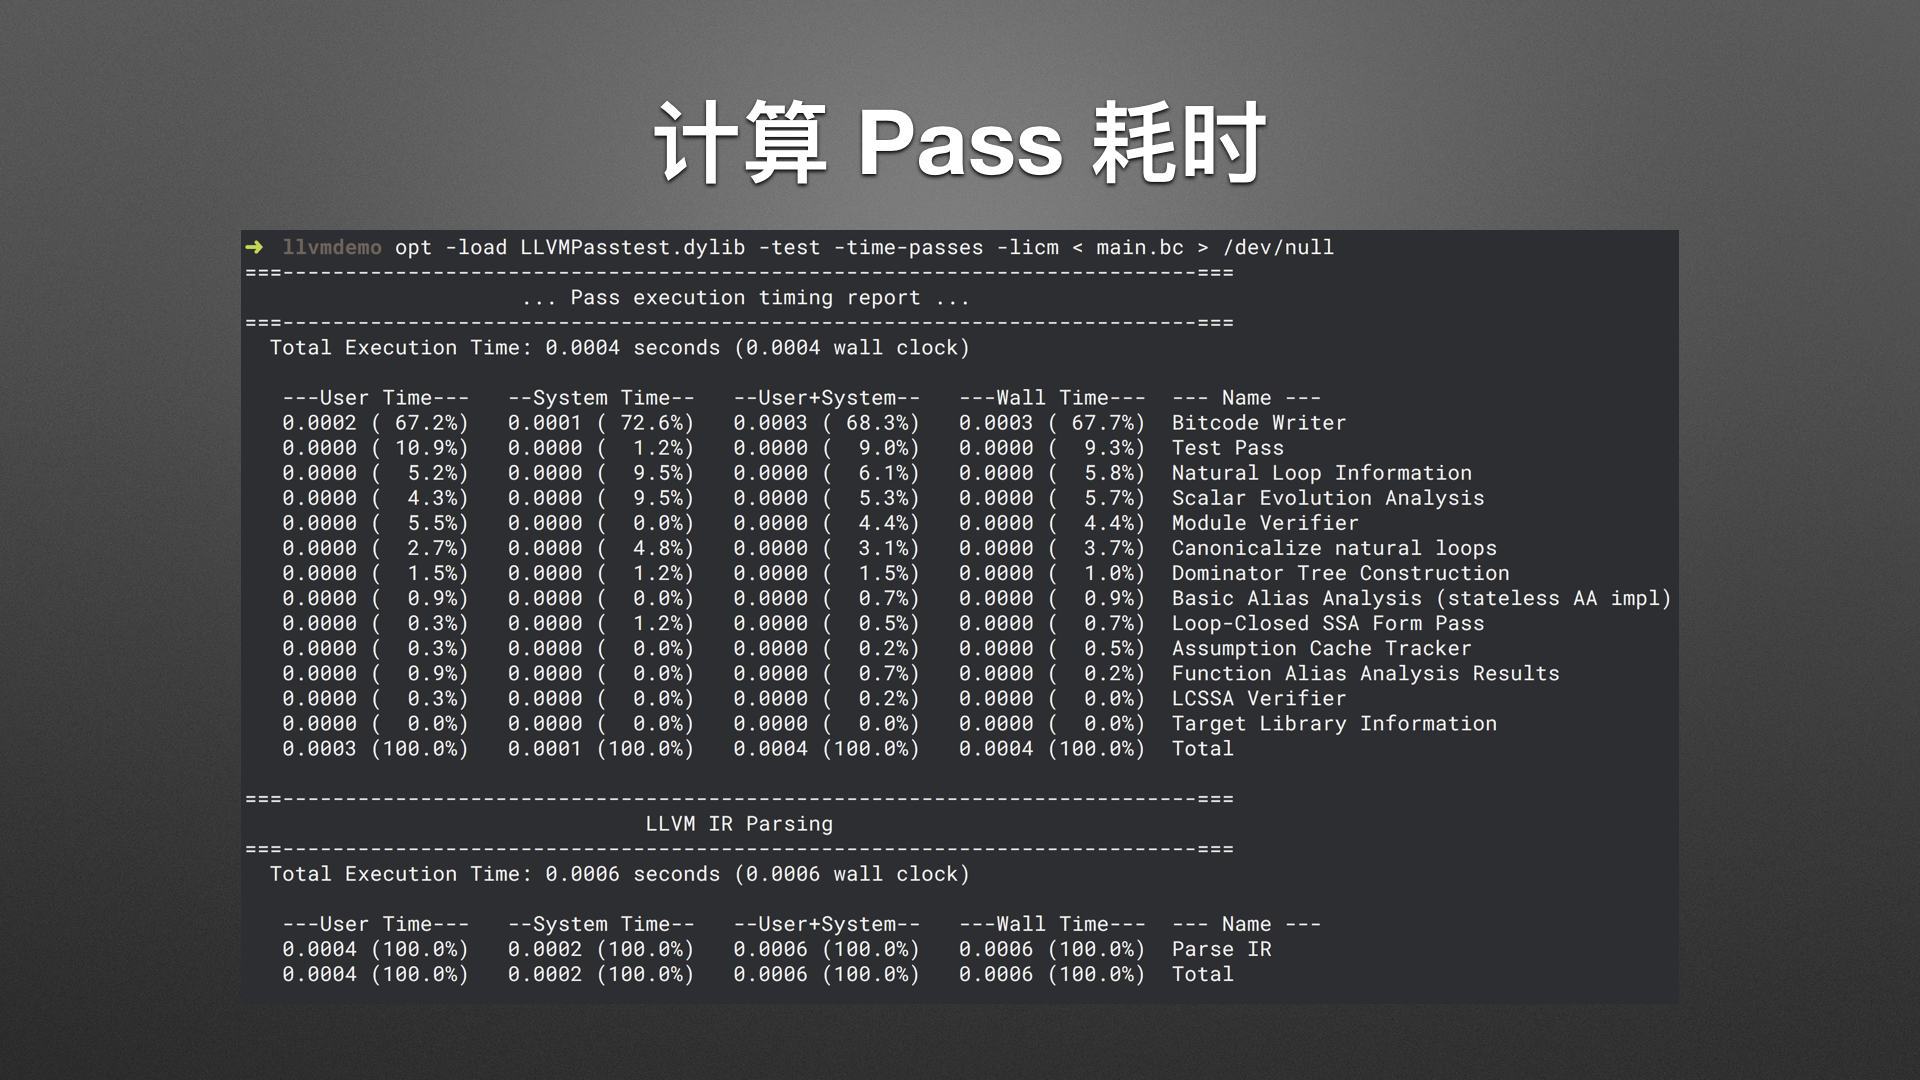 计算 Pass 耗时
➜  llvmdemo opt -load LLVMPasstest.dylib -test -time-passes -licm < main.bc > /dev/null
===-------------------------------------------------------------------------===
                      ... Pass execution timing report ...
===-------------------------------------------------------------------------===
  Total Execution Time: 0.0004 seconds (0.0004 wall clock)

   ---User Time---   --System Time--   --User+System--   ---Wall Time---  --- Name ---
   0.0002 ( 67.2%)   0.0001 ( 72.6%)   0.0003 ( 68.3%)   0.0003 ( 67.7%)  Bitcode Writer
   0.0000 ( 10.9%)   0.0000 (  1.2%)   0.0000 (  9.0%)   0.0000 (  9.3%)  Test Pass
   0.0000 (  5.2%)   0.0000 (  9.5%)   0.0000 (  6.1%)   0.0000 (  5.8%)  Natural Loop Information
   0.0000 (  4.3%)   0.0000 (  9.5%)   0.0000 (  5.3%)   0.0000 (  5.7%)  Scalar Evolution Analysis
   0.0000 (  5.5%)   0.0000 (  0.0%)   0.0000 (  4.4%)   0.0000 (  4.4%)  Module Verifier
   0.0000 (  2.7%)   0.0000 (  4.8%)   0.0000 (  3.1%)   0.0000 (  3.7%)  Canonicalize natural loops
   0.0000 (  1.5%)   0.0000 (  1.2%)   0.0000 (  1.5%)   0.0000 (  1.0%)  Dominator Tree Construction
   0.0000 (  0.9%)   0.0000 (  0.0%)   0.0000 (  0.7%)   0.0000 (  0.9%)  Basic Alias Analysis (stateless AA impl)
   0.0000 (  0.3%)   0.0000 (  1.2%)   0.0000 (  0.5%)   0.0000 (  0.7%)  Loop-Closed SSA Form Pass
   0.0000 (  0.3%)   0.0000 (  0.0%)   0.0000 (  0.2%)   0.0000 (  0.5%)  Assumption Cache Tracker
   0.0000 (  0.9%)   0.0000 (  0.0%)   0.0000 (  0.7%)   0.0000 (  0.2%)  Function Alias Analysis Results
   0.0000 (  0.3%)   0.0000 (  0.0%)   0.0000 (  0.2%)   0.0000 (  0.0%)  LCSSA Verifier
   0.0000 (  0.0%)   0.0000 (  0.0%)   0.0000 (  0.0%)   0.0000 (  0.0%)  Target Library Information
   0.0003 (100.0%)   0.0001 (100.0%)   0.0004 (100.0%)   0.0004 (100.0%)  Total

===-------------------------------------------------------------------------===
                                LLVM IR Parsing
===-------------------------------------------------------------------------===
  Total Execution Time: 0.0006 seconds (0.0006 wall clock)

   ---User Time---   --System Time--   --User+System--   ---Wall Time---  --- Name ---
   0.0004 (100.0%)   0.0002 (100.0%)   0.0006 (100.0%)   0.0006 (100.0%)  Parse IR
   0.0004 (100.0%)   0.0002 (100.0%)   0.0006 (100.0%)   0.0006 (100.0%)  Total